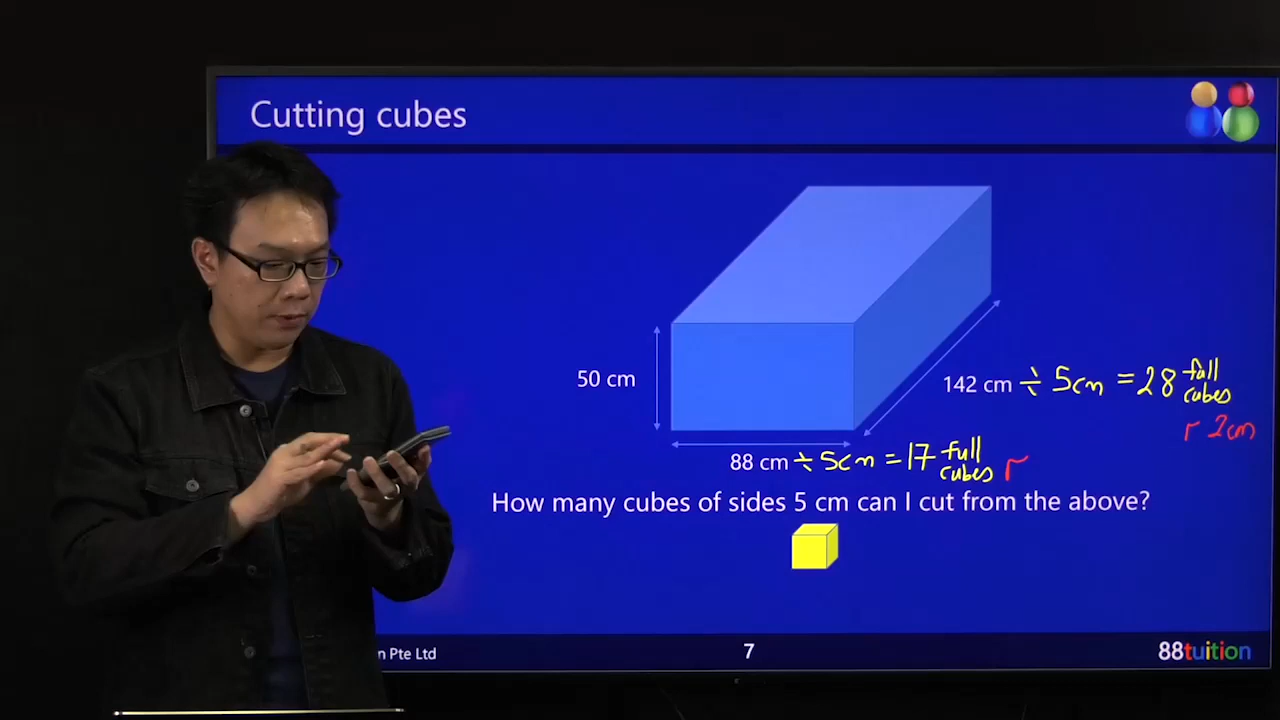 Cutting cubes
50 cm
142 cm ÷ 5cm = 28 full cubes
r 2cm
88 cm ÷ 5cm = 17 full cubes r
How many cubes of sides 5 cm can I cut from the above?
n Pte Ltd
7
88tuition